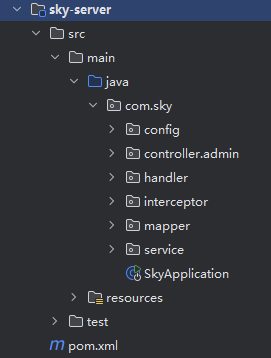 sky-server
src
main
java
com.sky
config
controller.admin
handler
interceptor
mapper
service
SkyApplication
resources
test
pom.xml